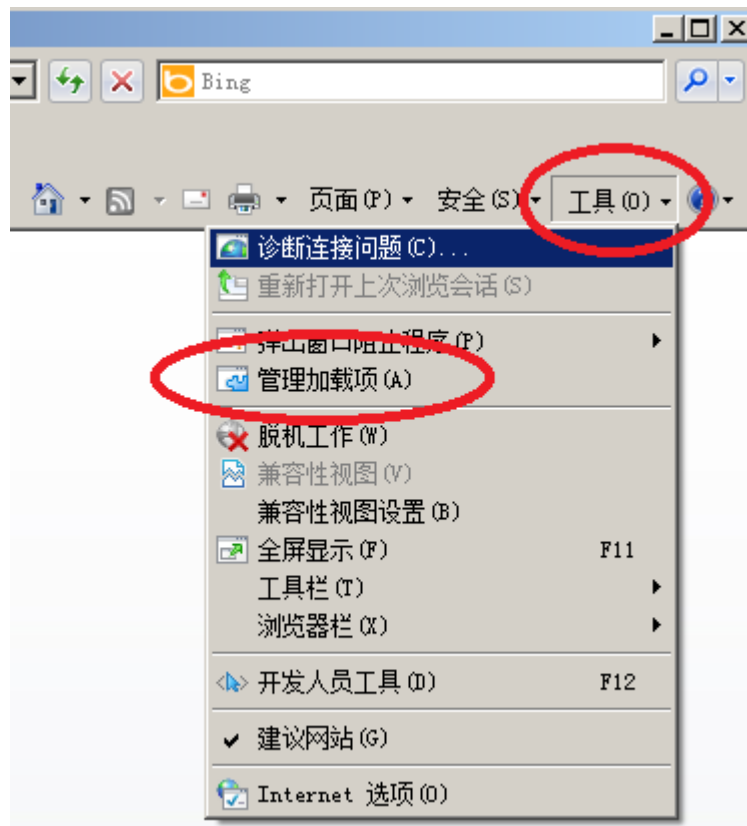 Bing
页面(P) 安全(S) 工具(O)
诊断连接问题(C)...
重新打开上次浏览会话(S)
弹出窗口阻止程序(P)
管理加载项(A)
脱机工作(W)
兼容性视图(V)
兼容性视图设置(B)
全屏显示(F) F11
工具栏(T)
浏览器栏(X)
开发人员工具(D) F12
建议网站(G)
Internet 选项(O)